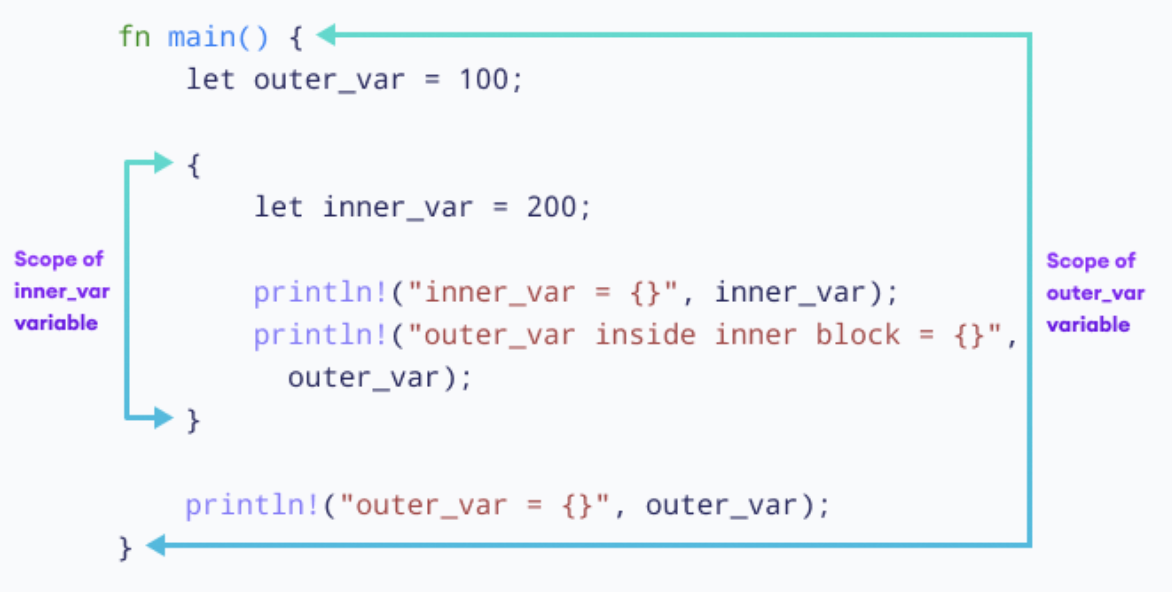 fn main() {
let outer_var = 100;
{
let inner_var = 200;
Scope of
inner_var
variable
println!("inner_var = {}", inner_var);
println!("outer_var inside inner block = {}",
outer_var);
}
Scope of
outer_var
variable
println!("outer_var = {}", outer_var);
}